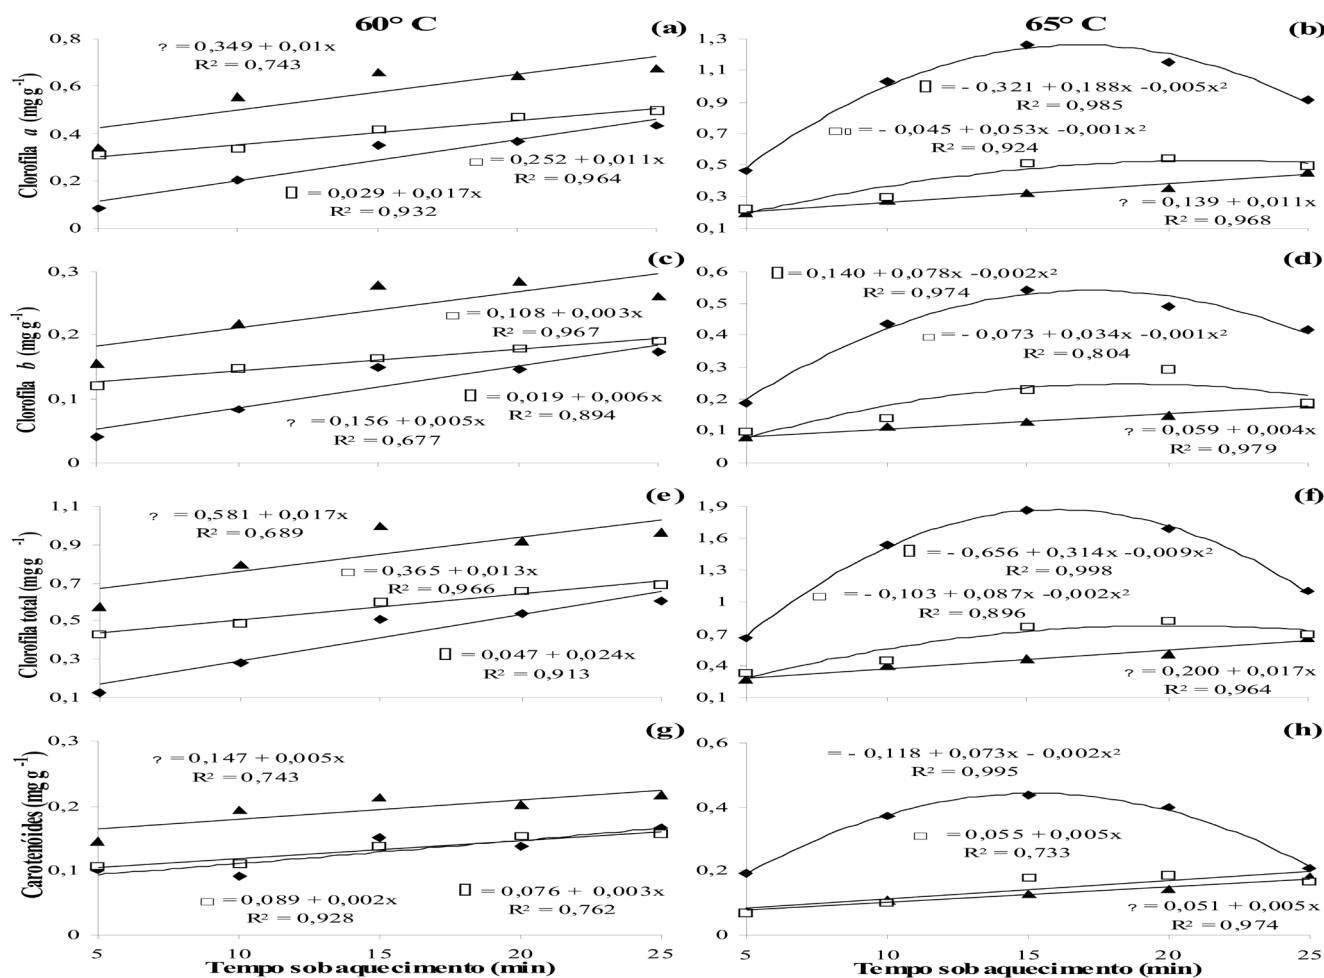 60° C
65° C
(a)
Clorofila a (mg g-1)
0,8
0,6
0,4
0,2
0
? = 0,349 + 0,01x
R² = 0,743
= 0,252 + 0,011x
R² = 0,964
= 0,029 + 0,017x
R² = 0,932
(b)
1,3
1,1
0,9
0,7
0,5
0,3
0,1
= - 0,321 + 0,188x -0,005x²
R² = 0,985
= - 0,045 + 0,053x -0,001x²
R² = 0,924
? = 0,139 + 0,011x
R² = 0,968
(c)
Clorofila b (mg g-1)
0,3
0,2
0,1
0
= 0,108 + 0,003x
R² = 0,967
= 0,019 + 0,006x
R² = 0,894
? = 0,156 + 0,005x
R² = 0,677
(d)
0,6
0,5
0,4
0,3
0,2
0,1
0
= 0,140 + 0,078x -0,002x²
R² = 0,974
= - 0,073 + 0,034x -0,001x²
R² = 0,804
? = 0,059 + 0,004x
R² = 0,979
(e)
Clorofila total (mg g-1)
1,1
0,9
0,7
0,5
0,3
0,1
? = 0,581 + 0,017x
R² = 0,689
= 0,365 + 0,013x
R² = 0,966
= 0,047 + 0,024x
R² = 0,913
(f)
1,9
1,6
1,3
1
0,7
0,4
0,1
= - 0,656 + 0,314x -0,009x²
R² = 0,998
= - 0,103 + 0,087x -0,002x²
R² = 0,896
? = 0,200 + 0,017x
R² = 0,964
(g)
Carotenóides (mg g-1)
0,3
0,2
0,1
0
? = 0,147 + 0,005x
R² = 0,743
= 0,089 + 0,002x
R² = 0,928
= 0,076 + 0,003x
R² = 0,762
5 10 15 20 25
Tempo sob aquecimento (min)
(h)
0,6
0,4
0,2
0
= - 0,118 + 0,073x - 0,002x²
R² = 0,995
= 0,055 + 0,005x
R² = 0,733
? = 0,051 + 0,005x
R² = 0,974
5 10 15 20 25
Tempo sob aquecimento (min)